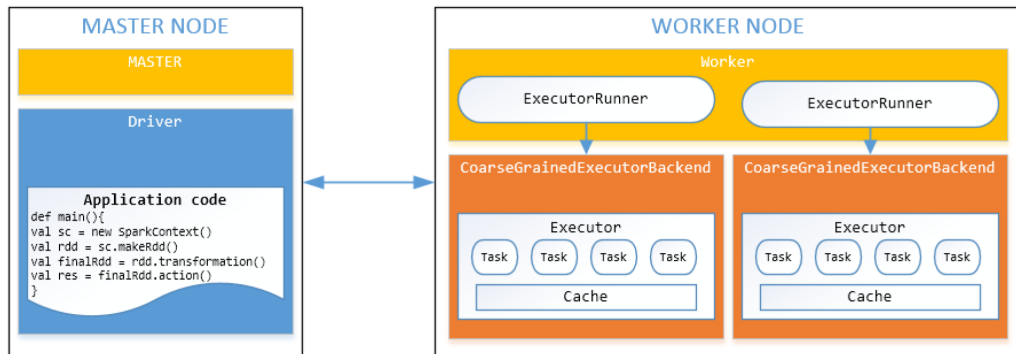 MASTER NODE
MASTER
Driver
Application code
def main(){
val sc = new SparkContext()
val rdd = sc.makeRdd()
val finalRdd = rdd.transformation()
val res = finalRdd.action()
}
WORKER NODE
Worker
ExecutorRunner
ExecutorRunner
CoarseGrainedExecutorBackend
Executor
Task Task Task Task
Cache
CoarseGrainedExecutorBackend
Executor
Task Task Task Task
Cache